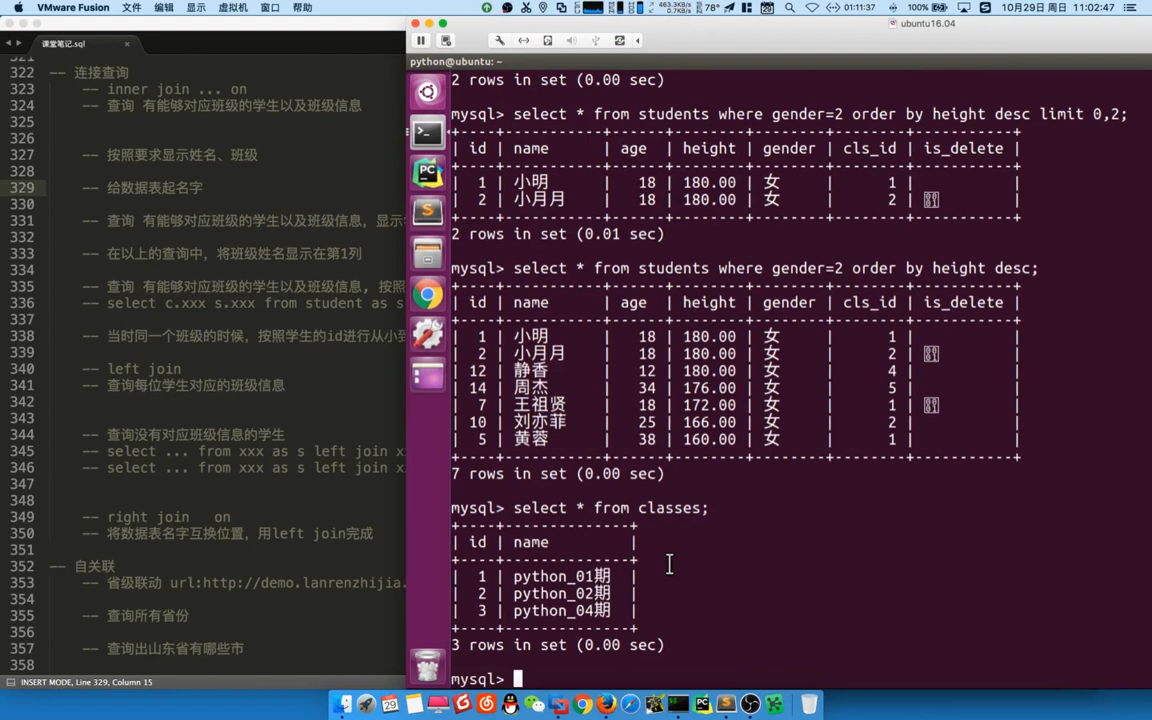 VMware Fusion 文件 编辑 显示 虚拟机 窗口 帮助 463.3K/s 0.7K/s 78° 100% 01:11:37 10月29日 周日 11:02:47
课堂笔记.sql ×
322 -- 连接查询
323 -- inner join ... on
324 -- 查询 有能够对应班级的学生以及班级信息
325
326
327 -- 按照要求显示姓名、班级
329 -- 给数据表起名字
330
331 -- 查询 有能够对应班级的学生以及班级信息, 显示
332
333 -- 在以上的查询中，将班级姓名显示在第1列
334
335 -- 查询 有能够对应班级的学生以及班级信息, 按照
336 -- select c.xxx s.xxx from student as s
337
338 -- 当时同一个班级的时候，按照学生的id进行从小到
339
340 -- left join
341 -- 查询每位学生对应的班级信息
342
343
344 -- 查询没有对应班级信息的学生
345 -- select ... from xxx as s left join x
346 -- select ... from xxx as s left join x
347
348
349 -- right join on
350 -- 将数据表名字互换位置，用left join完成
351
352 -- 自关联
353 -- 省级联动 url:http://demo.lanrenzhijia.
354
355 -- 查询所有省份
356
357 -- 查询出山东省有哪些市
358
INSERT MODE, Line 329, Column 15
ubuntu16.04
python@ubuntu: ~
2 rows in set (0.00 sec)
mysql> select * from students where gender=2 order by height desc limit 0,2;
+----+-----------+------+--------+--------+--------+-----------+
| id | name | age | height | gender | cls_id | is_delete |
+----+-----------+------+--------+--------+--------+-----------+
| 1 | 小明 | 18 | 180.00 | 女 | 1 | |
| 2 | 小月月 | 18 | 180.00 | 女 | 2 | |
+----+-----------+------+--------+--------+--------+-----------+
2 rows in set (0.01 sec)
mysql> select * from students where gender=2 order by height desc;
+----+-----------+------+--------+--------+--------+-----------+
| id | name | age | height | gender | cls_id | is_delete |
+----+-----------+------+--------+--------+--------+-----------+
| 1 | 小明 | 18 | 180.00 | 女 | 1 | |
| 2 | 小月月 | 18 | 180.00 | 女 | 2 | |
| 12 | 静香 | 12 | 180.00 | 女 | 4 | |
| 14 | 周杰 | 34 | 176.00 | 女 | 5 | |
| 7 | 王祖贤 | 18 | 172.00 | 女 | 1 | |
| 10 | 刘亦菲 | 25 | 166.00 | 女 | 2 | |
| 5 | 黄蓉 | 38 | 160.00 | 女 | 1 | |
+----+-----------+------+--------+--------+--------+-----------+
7 rows in set (0.00 sec)
mysql> select * from classes;
+----+--------------+
| id | name |
+----+--------------+
| 1 | python_01期 |
| 2 | python_02期 |
| 3 | python_04期 |
+----+--------------+
3 rows in set (0.00 sec)
mysql>